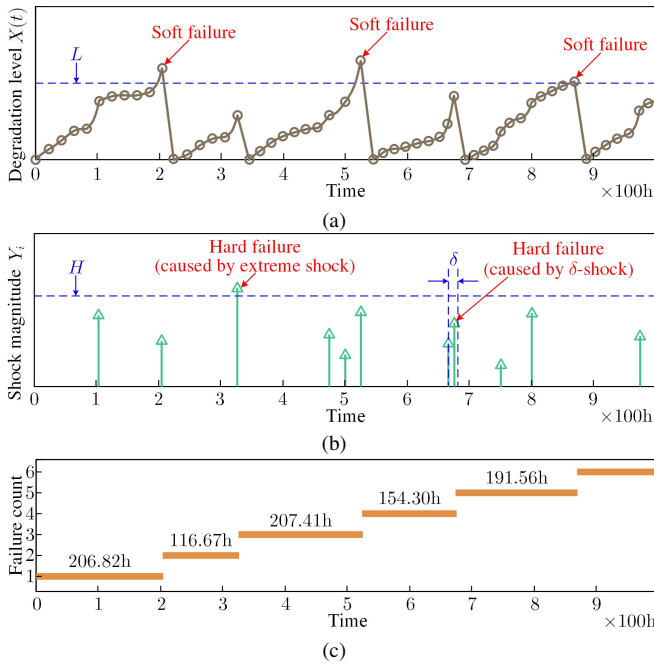 Degradation level X(t)
L
Soft failure
Soft failure
Soft failure
0 1 2 3 4 5 6 7 8 9
Time
×100h
(a)
Shock magnitude Y_i
H
Hard failure
(caused by extreme shock)
δ
Hard failure
(caused by δ-shock)
0 1 2 3 4 5 6 7 8 9
Time
×100h
(b)
Failure count
6
5
4
3
2
1
206.82h
116.67h
207.41h
154.30h
191.56h
0 1 2 3 4 5 6 7 8 9
Time
×100h
(c)